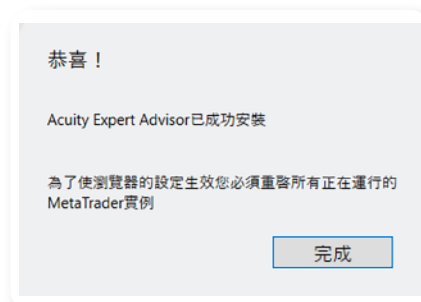 恭喜！
Acuity Expert Advisor已成功安裝
為了使瀏覽器的設定生效您必須重啓所有正在運行的
MetaTrader實例
完成